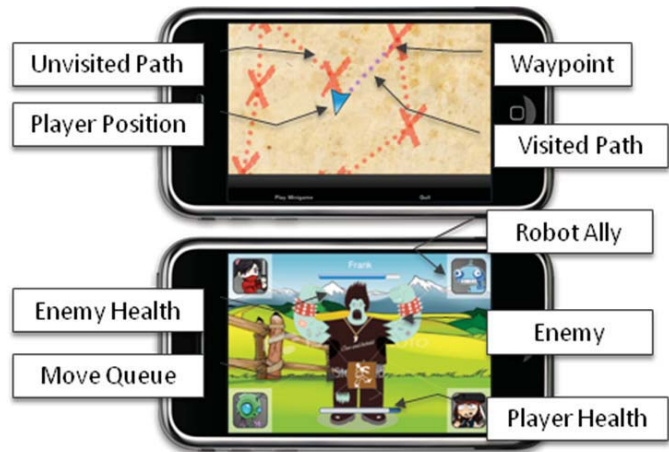 Unvisited Path
Waypoint
Player Position
Visited Path
Play Minigame
Quit
Robot Ally
Frank
Enemy Health
Enemy
Move Queue
Player Health